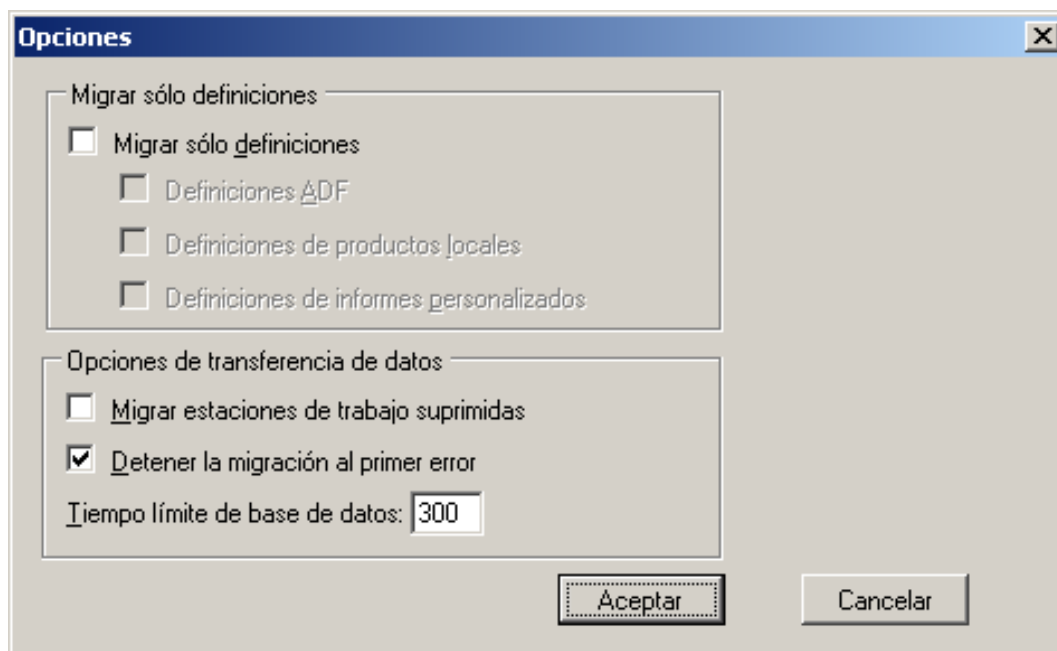 Opciones
Migrar sólo definiciones
Migrar sólo definiciones
Definiciones ADF
Definiciones de productos locales
Definiciones de informes personalizados
Opciones de transferencia de datos
Migrar estaciones de trabajo suprimidas
Detener la migración al primer error
Tiempo límite de base de datos: 300
Aceptar Cancelar